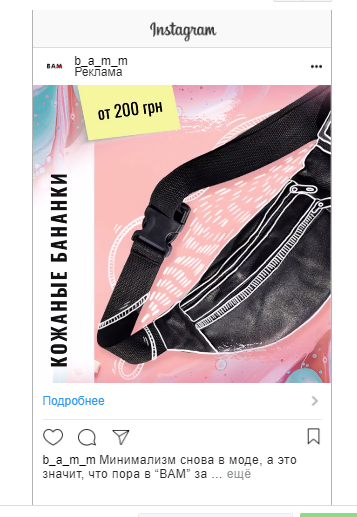 Instagram
BAM
b_a_m_m
Реклама
от 200 грн
КОЖАНЫЕ БАНАНКИ
Подробнее
b_a_m_m Минимализм снова в моде, а это
значит, что пора в “BAM” за ... ещё